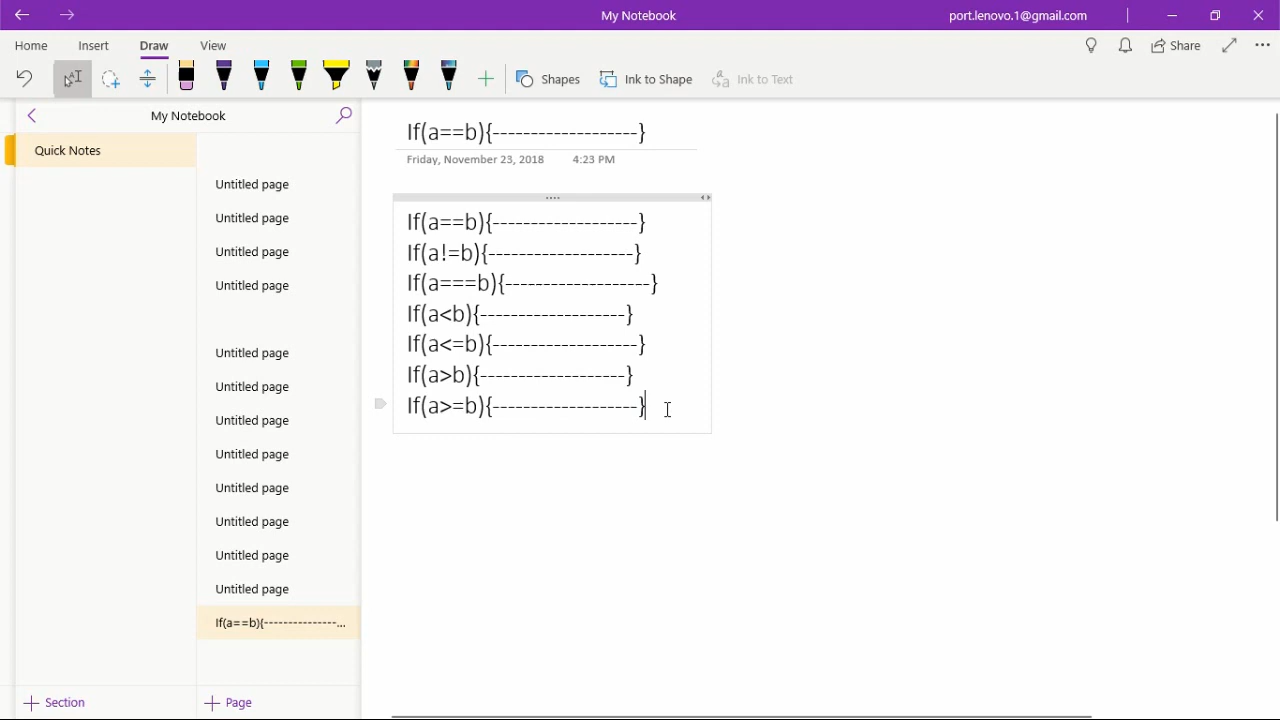 My Notebook
port.lenovo.1@gmail.com
Home
Insert
Draw
View
Share
Shapes
Ink to Shape
Ink to Text
My Notebook
Quick Notes
Untitled page
Untitled page
Untitled page
Untitled page
Untitled page
Untitled page
Untitled page
Untitled page
Untitled page
Untitled page
Untitled page
Untitled page
If(a==b){---------------...
Section
Page
If(a==b){-------------------}
Friday, November 23, 2018 4:23 PM
If(a==b){-------------------}
If(a!=b){-------------------}
If(a===b){-------------------}
If(a<b){-------------------}
If(a<=b){-------------------}
If(a>b){-------------------}
If(a>=b){-------------------}